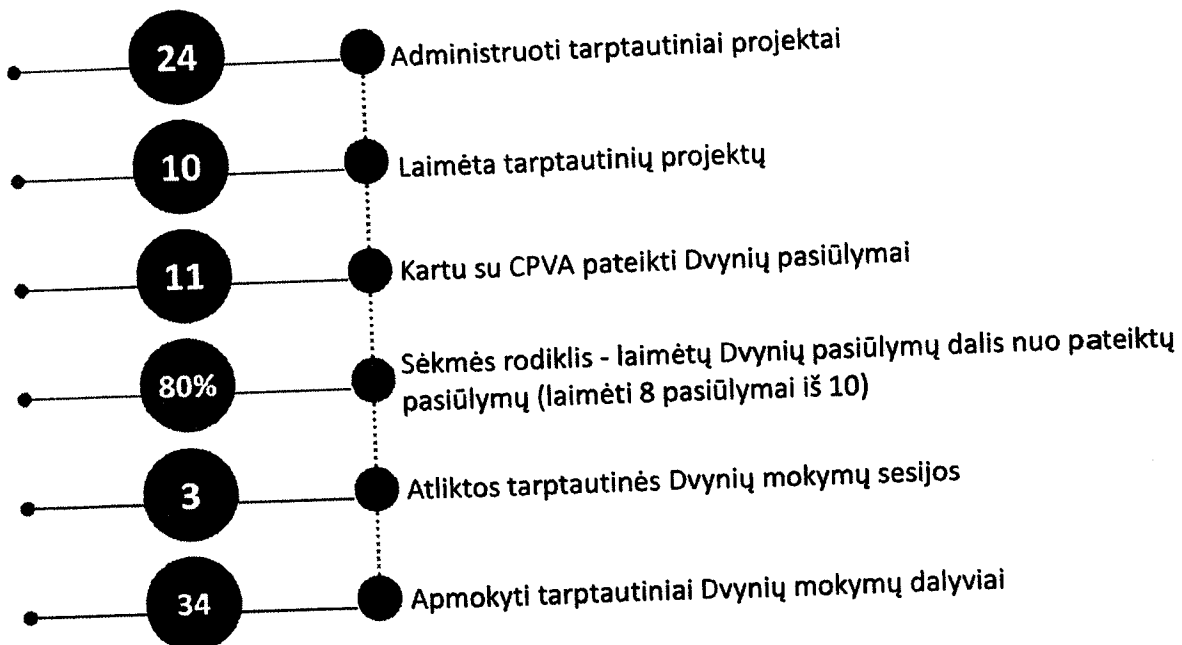 24 Administruoti tarptautiniai projektai
10 Laimėta tarptautinių projektų
11 Kartu su CPVA pateikti Dvynių pasiūlymai
80% Sėkmės rodiklis - laimėtų Dvynių pasiūlymų dalis nuo pateiktų
pasiūlymų (laimėti 8 pasiūlymai iš 10)
3 Atliktos tarptautinės Dvynių mokymų sesijos
34 Apmokyti tarptautiniai Dvynių mokymų dalyviai